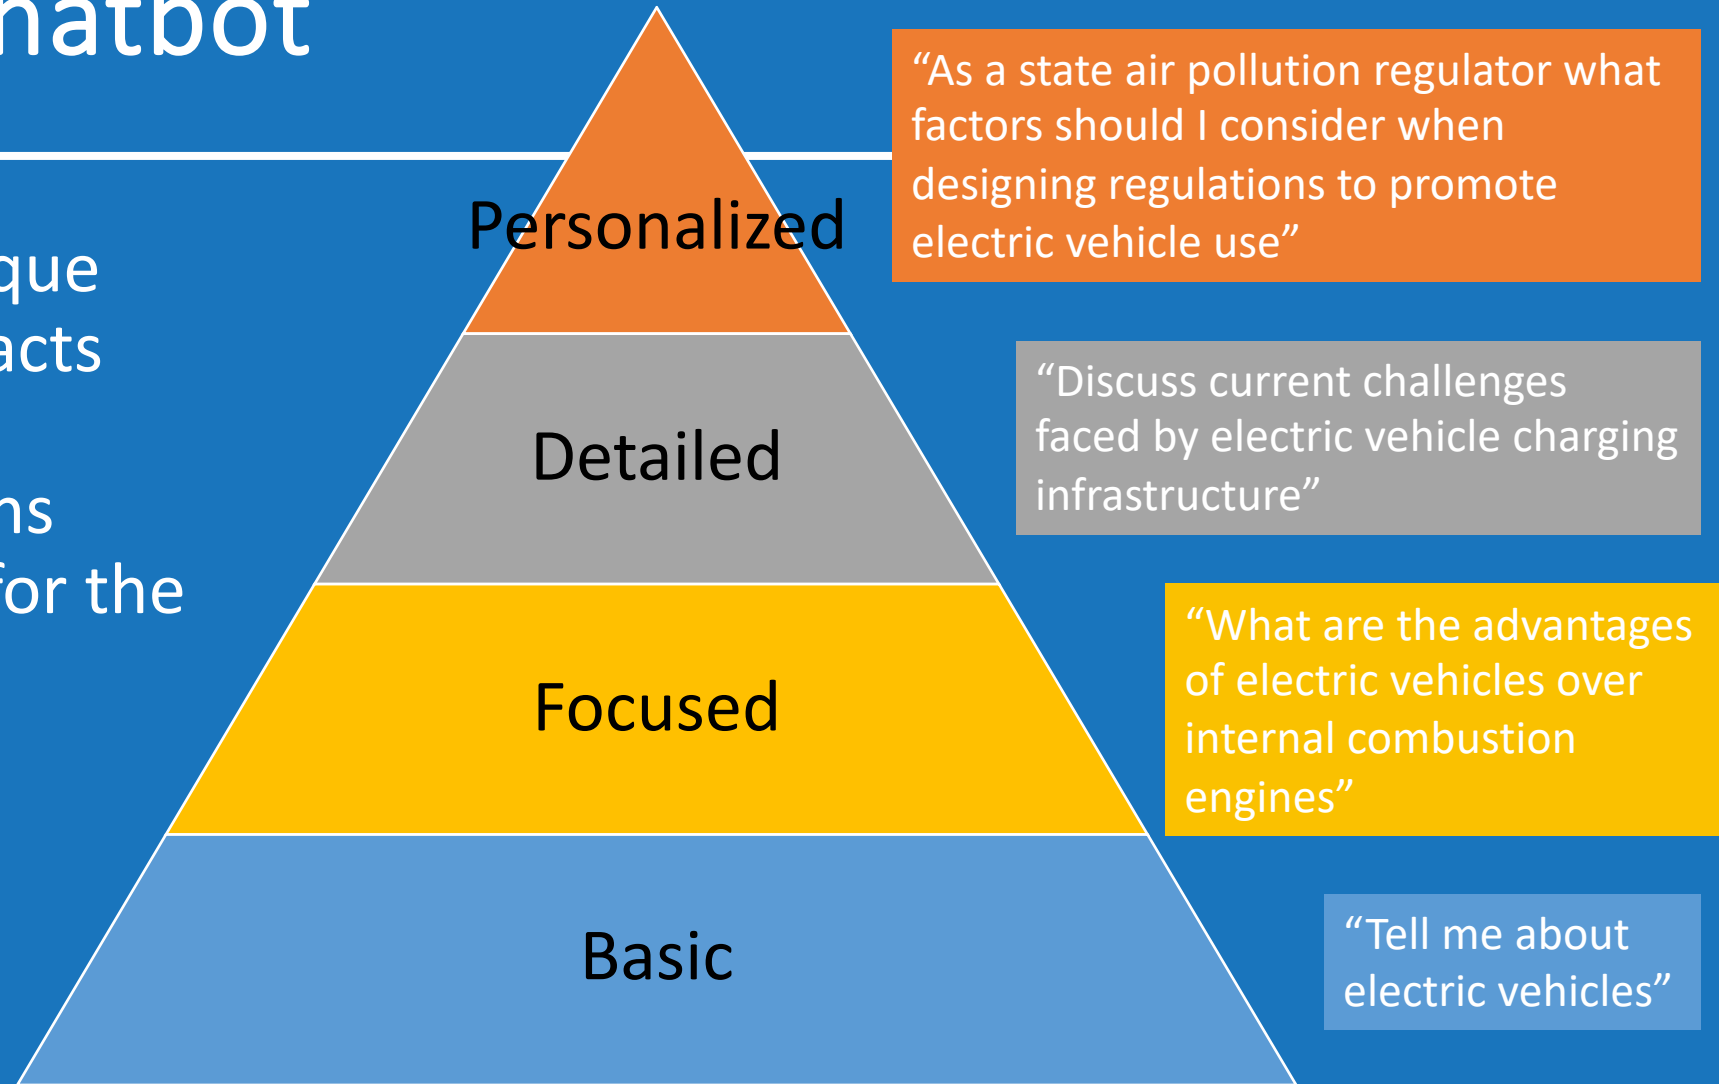 hatbot
que
acts
ns
for the
Personalized
Detailed
Focused
Basic
“As a state air pollution regulator what
factors should I consider when
designing regulations to promote
electric vehicle use”
“Discuss current challenges
faced by electric vehicle charging
infrastructure”
“What are the advantages
of electric vehicles over
internal combustion
engines”
“Tell me about
electric vehicles”